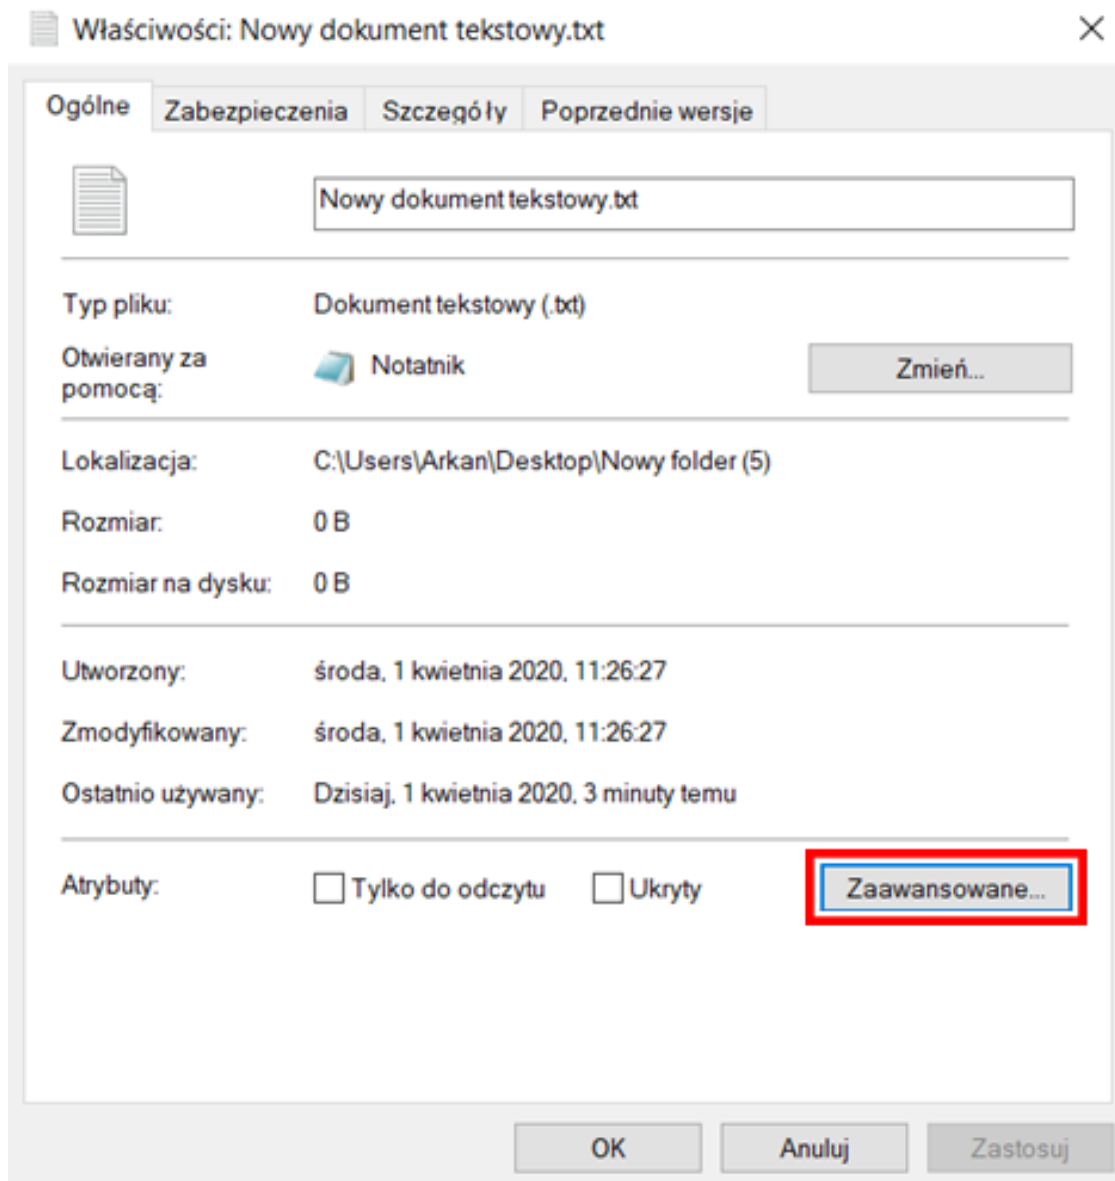 Właściwości: Nowy dokument tekstowy.txt
Ogólne Zabezpieczenia Szczegóły Poprzednie wersje
Nowy dokument tekstowy.txt
Typ pliku: Dokument tekstowy (.txt)
Otwierany za pomocą: Notatnik Zmień...
Lokalizacja: C:\Users\Arkan\Desktop\Nowy folder (5)
Rozmiar: 0 B
Rozmiar na dysku: 0 B
Utworzony: środa, 1 kwietnia 2020, 11:26:27
Zmodyfikowany: środa, 1 kwietnia 2020, 11:26:27
Ostatnio używany: Dzisiaj, 1 kwietnia 2020, 3 minuty temu
Atrybuty: Tylko do odczytu Ukryty Zaawansowane...
OK Anuluj Zastosuj